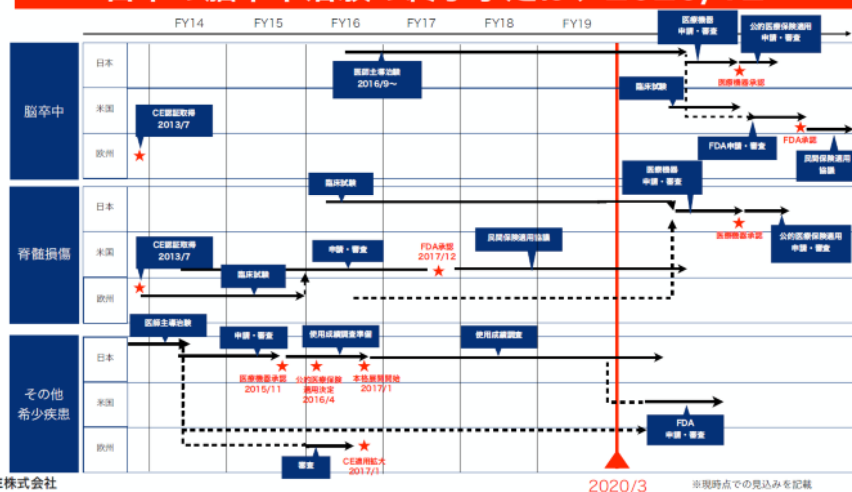 FY14 FY15 FY16 FY17 FY18 FY19
脳卒中
日本
米国
欧州
CE認証取得
2013/7
医師主導治験
2016/9〜
医療機器
申請・審査
公的医療保険適用
申請・審査
医療機器承認
臨床試験
FDA申請・審査
FDA承認
民間保険適用
協議
脊髄損傷
日本
米国
欧州
CE認証取得
2013/7
臨床試験
臨床試験
申請・審査
FDA承認
2017/12
民間保険適用協議
医療機器
申請・審査
医療機器承認
公的医療保険適用
申請・審査
その他
希少疾患
日本
米国
欧州
医師主導治験
申請・審査
医療機器承認
2015/11
使用成績調査準備
公的医療保険
適用決定
2016/4
本格展開開始
2017/1
使用成績調査
FDA
申請・審査
審査
CE適用拡大
2017/1
株式会社
2020/3
※現時点での見込みを記載